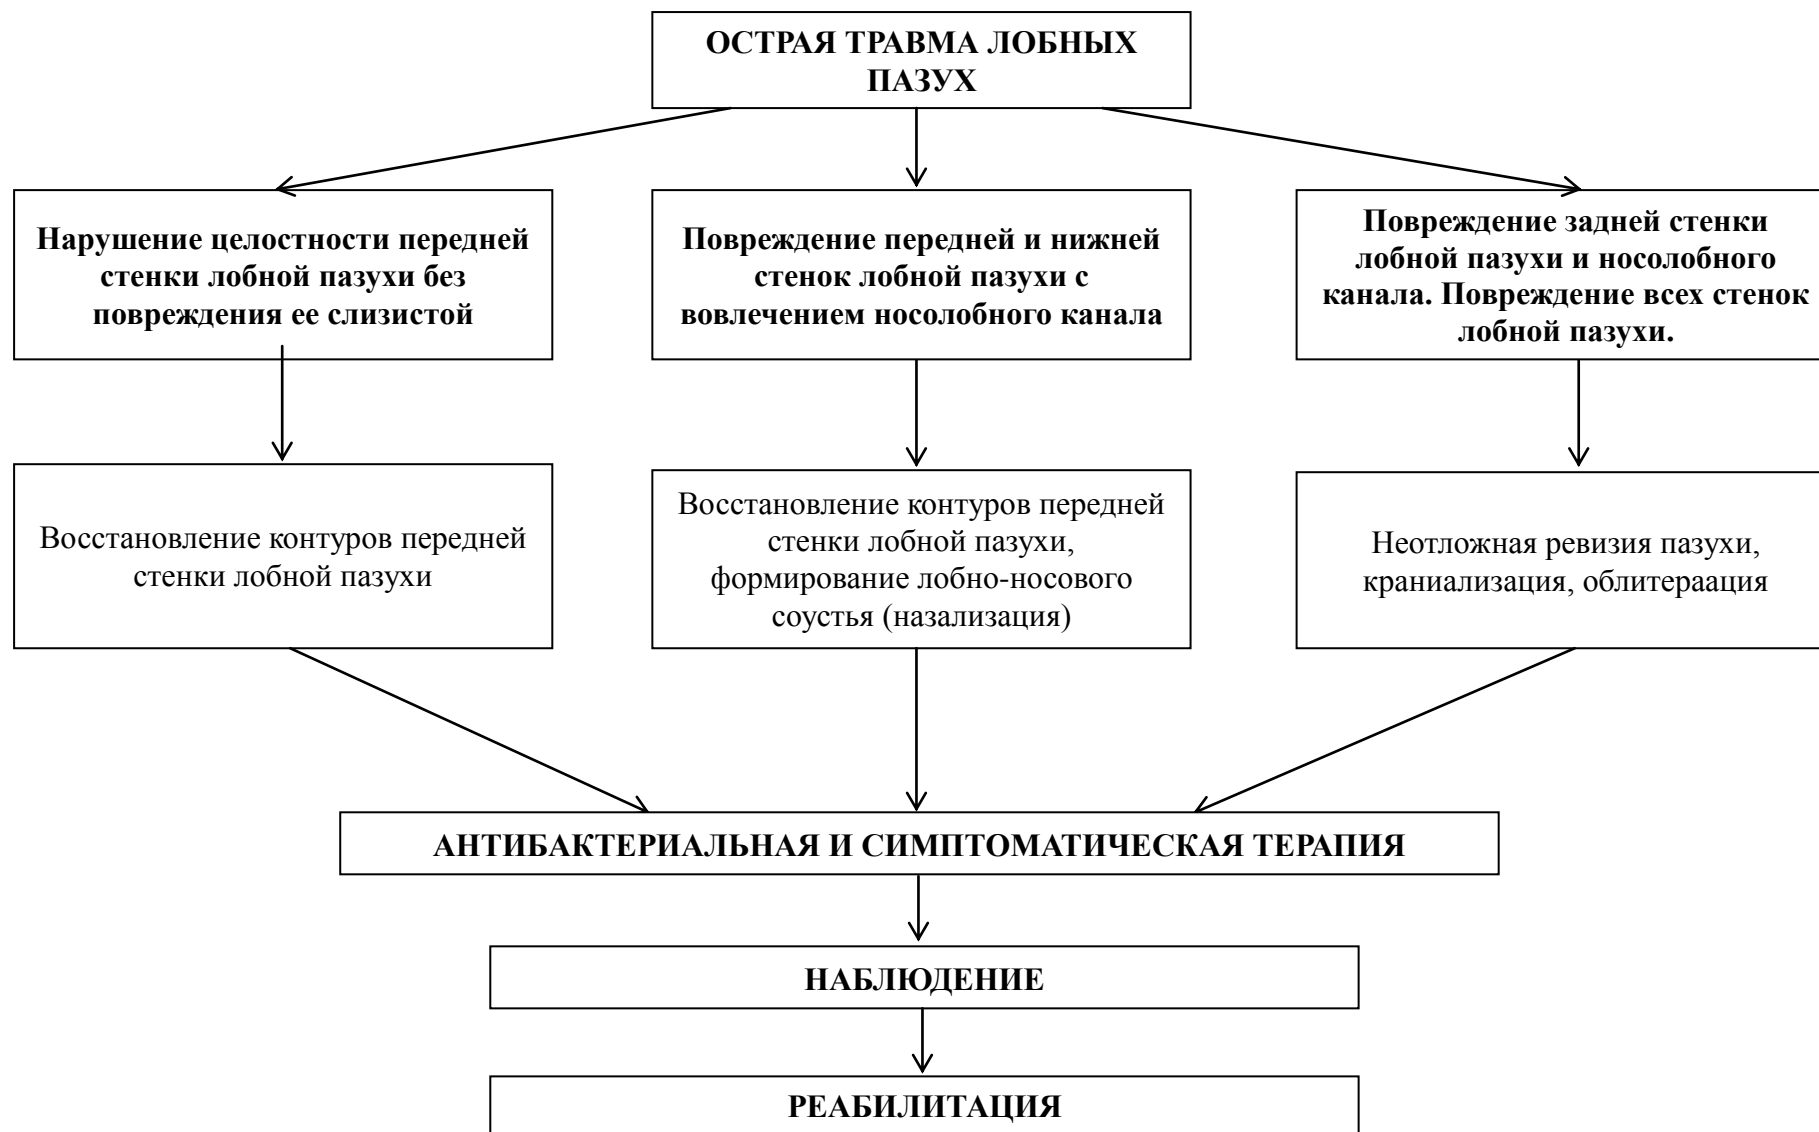 ОСТРАЯ ТРАВМА ЛОБНЫХ
ПАЗУХ
Нарушение целостности передней
стенки лобной пазухи без
повреждения ее слизистой
Повреждение передней и нижней
стенок лобной пазухи с
вовлечением носолобного канала
Повреждение задней стенки
лобной пазухи и носолобного
канала. Повреждение всех стенок
лобной пазухи.
Восстановление контуров передней
стенки лобной пазухи
Восстановление контуров передней
стенки лобной пазухи,
формирование лобно-носового
соустья (назализация)
Неотложная ревизия пазухи,
краниализация, облитераация
АНТИБАКТЕРИАЛЬНАЯ И СИМПТОМАТИЧЕСКАЯ ТЕРАПИЯ
НАБЛЮДЕНИЕ
РЕАБИЛИТАЦИЯ